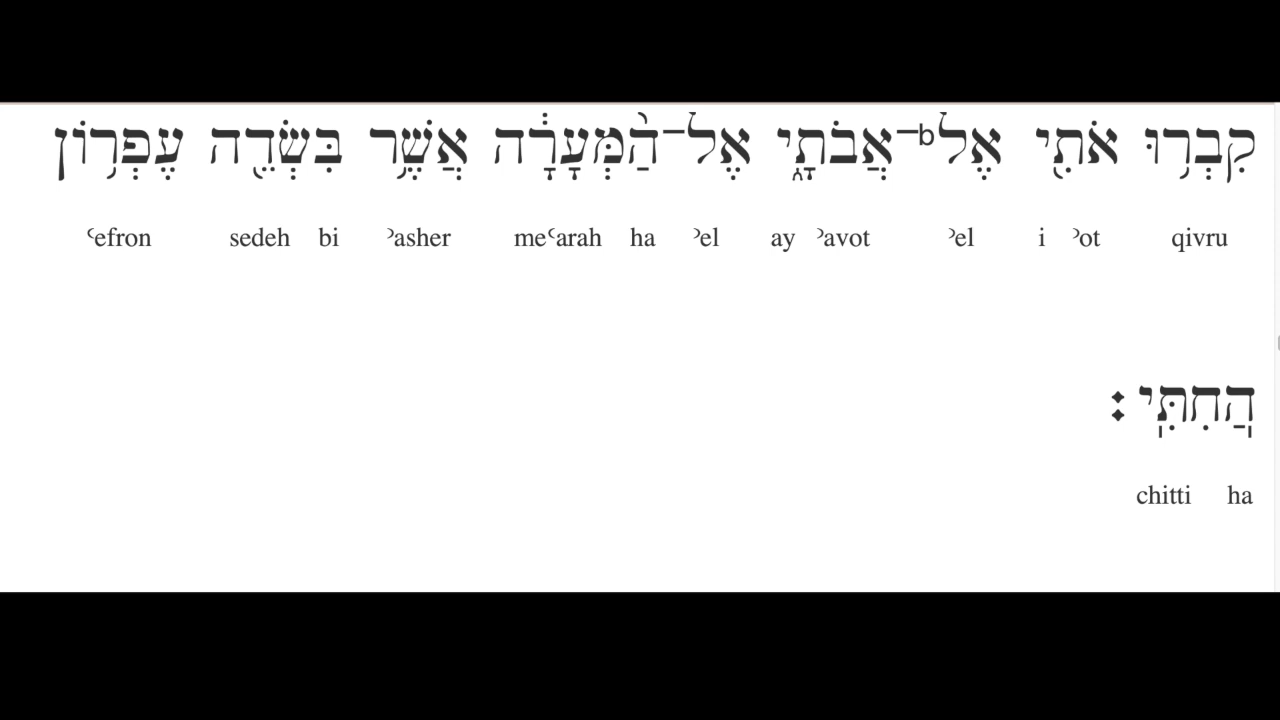 קִבְר֥וּ אֹתִ֖י אֶל־b אֲבֹתָ֑י אֶל־הַ֨מְּעָרָ֔ה אֲשֶׁ֥ר בִּשְׂדֵ֖ה עֶפְר֥וֹן
ʿefron sedeh bi ʾasher meʿarah ha ʾel ay ʾavot ʾel i ʾot qivru
הַֽחִתִּֽי׃
chitti ha